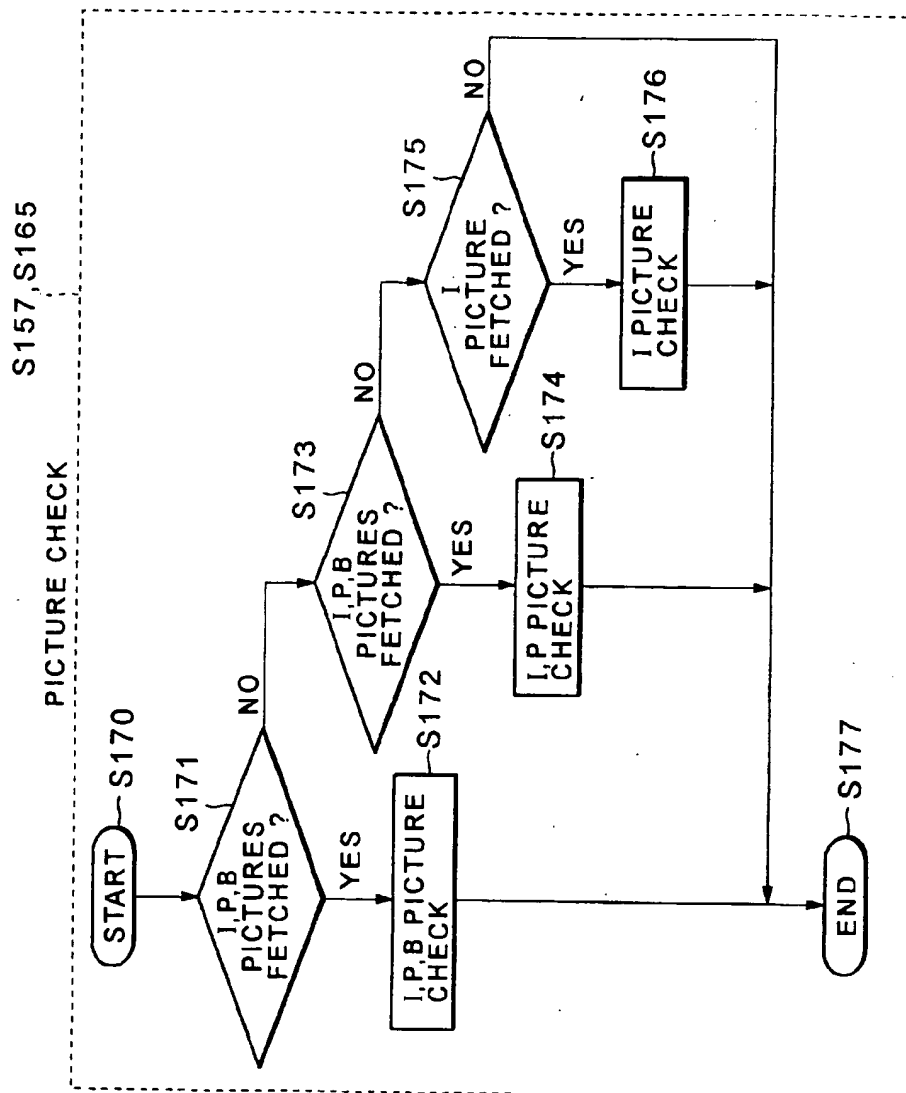 S157,S165
PICTURE CHECK
START
S170
I,P,B
PICTURES
FETCHED ?
S171
NO
YES
I,P,B PICTURE
CHECK
S172
I,P,B
PICTURES
FETCHED ?
S173
NO
YES
I,P PICTURE
CHECK
S174
I
PICTURE
FETCHED ?
S175
NO
YES
I PICTURE
CHECK
S176
END
S177